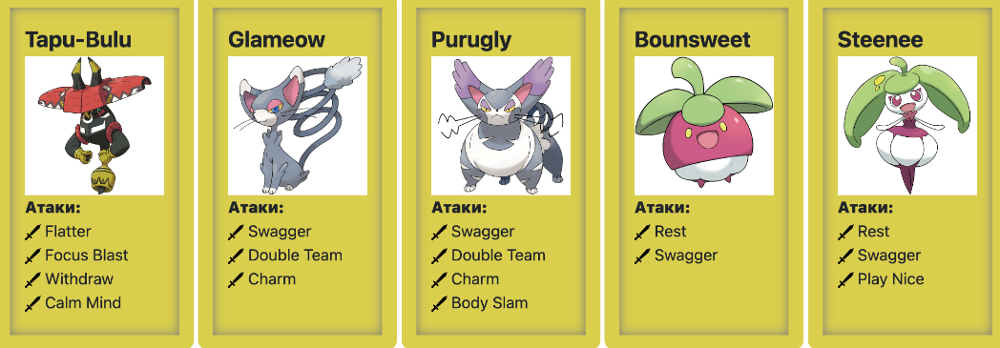 Tapu-Bulu
Атаки:
Flatter
Focus Blast
Withdraw
Calm Mind
Glameow
Атаки:
Swagger
Double Team
Charm
Purugly
Атаки:
Swagger
Double Team
Charm
Body Slam
Bounsweet
Атаки:
Rest
Swagger
Steenee
Атаки:
Rest
Swagger
Play Nice